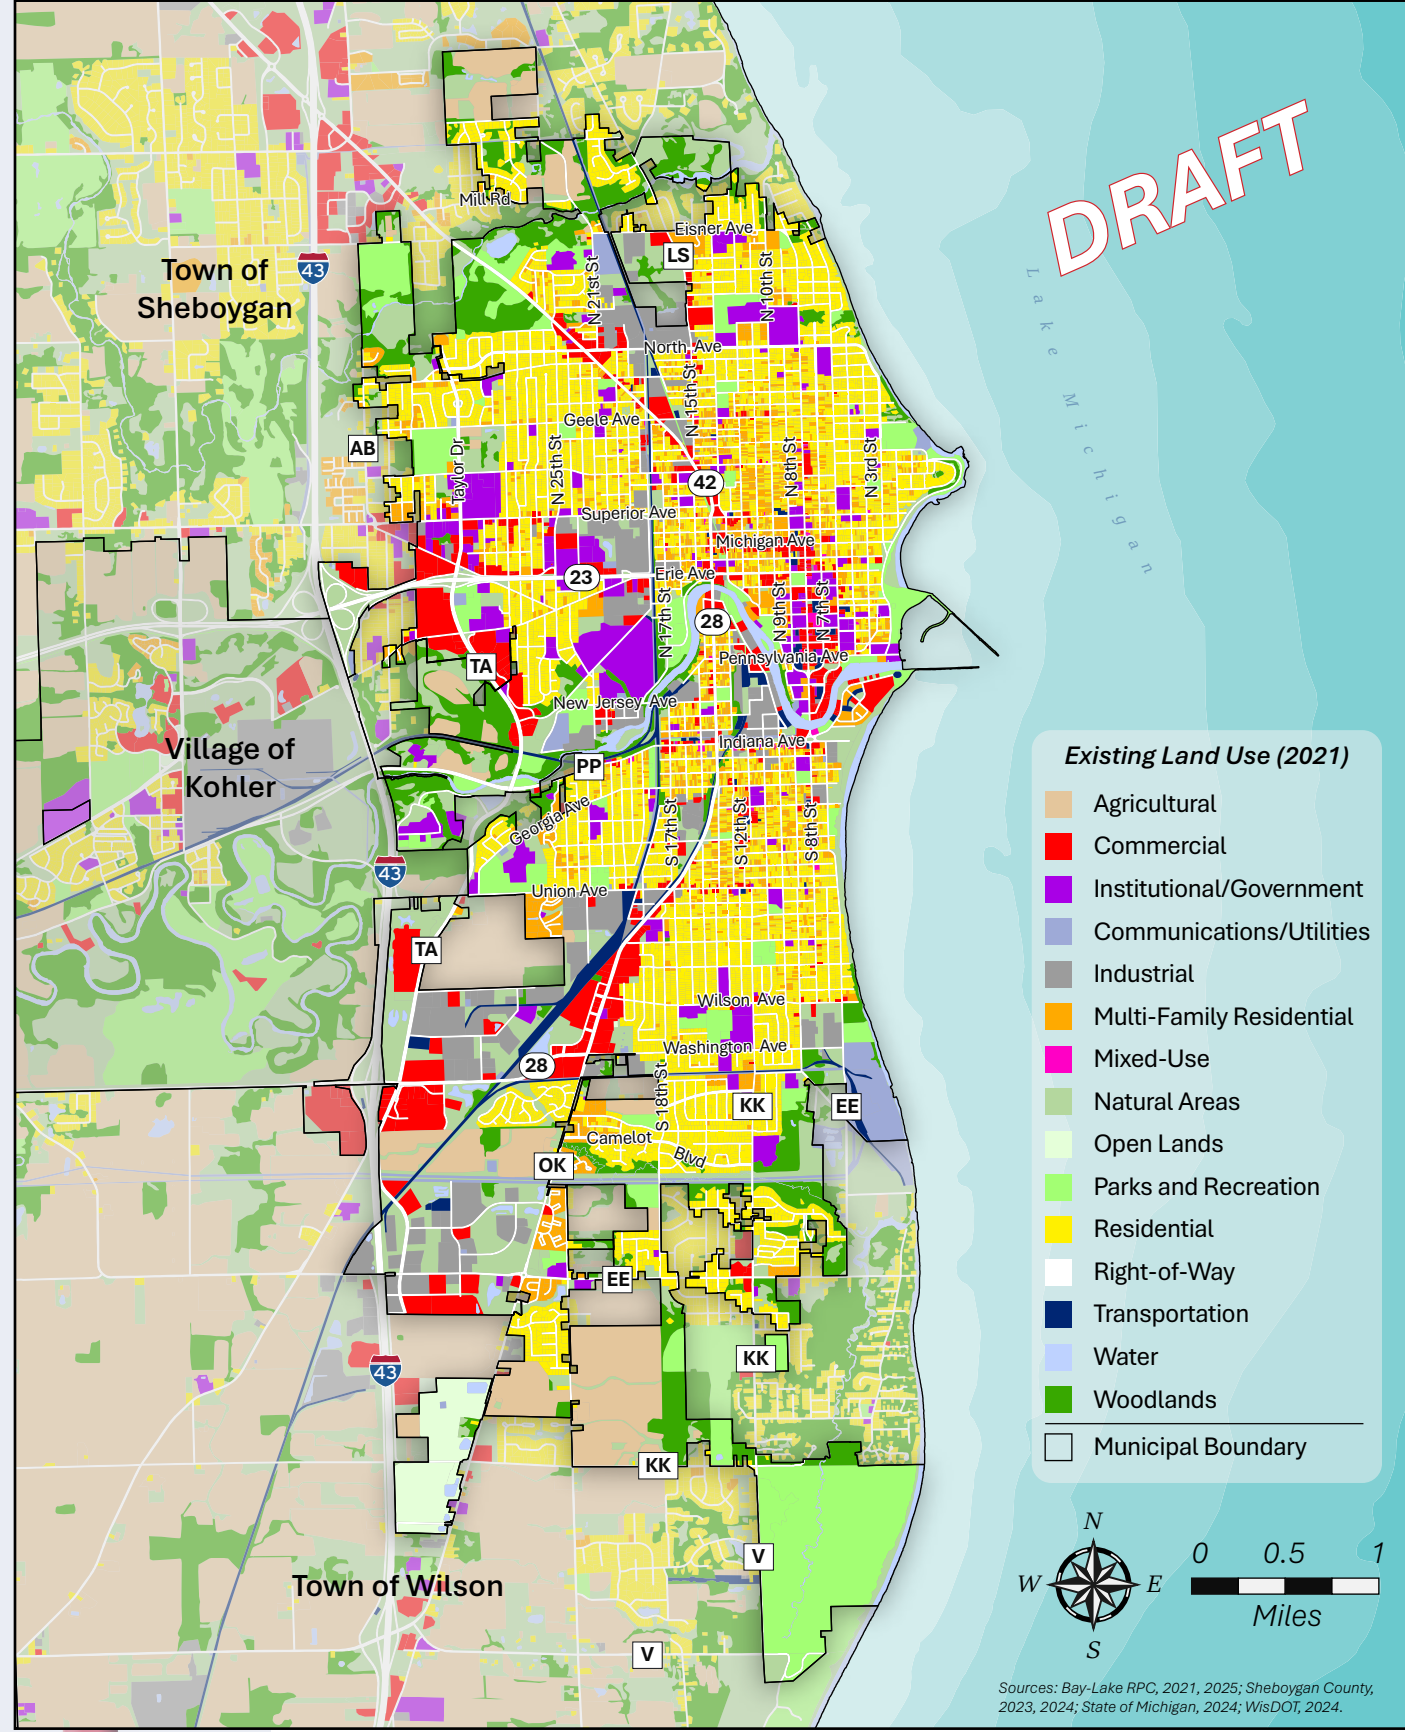 DRAFT
Mill Rd
Eisner Ave
LS
Town of
Sheboygan
43
N 21st St
N 10th St
Lake Michigan
North Ave
N 15th St
Geele Ave
AB
Taylor Dr
N 25th St
N 8th St
N 3rd St
42
Superior Ave
Michigan Ave
23
Erie Ave
N 17th St
28
N 9th St
N 7th St
Pennsylvania Ave
TA
New Jersey Ave
Indiana Ave
Village of
Kohler
PP
Georgia Ave
S 17th St
S 12th St
S 8th St
43
Union Ave
TA
Wilson Ave
Washington Ave
28
S 18th St
KK
EE
Camelot Blvd
OK
EE
KK
43
KK
V
Town of Wilson
V
Existing Land Use (2021)
Agricultural
Commercial
Institutional/Government
Communications/Utilities
Industrial
Multi-Family Residential
Mixed-Use
Natural Areas
Open Lands
Parks and Recreation
Residential
Right-of-Way
Transportation
Water
Woodlands
Municipal Boundary
N
W E
S
0 0.5 1
Miles
Sources: Bay-Lake RPC, 2021, 2025; Sheboygan County,
2023, 2024; State of Michigan, 2024; WisDOT, 2024.